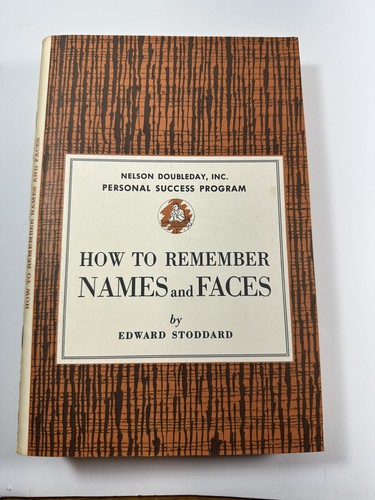 NELSON DOUBLEDAY, INC.
PERSONAL SUCCESS PROGRAM
HOW TO REMEMBER
NAMES and FACES
by
EDWARD STODDARD
HOW TO REMEMBER NAMES AND FACES